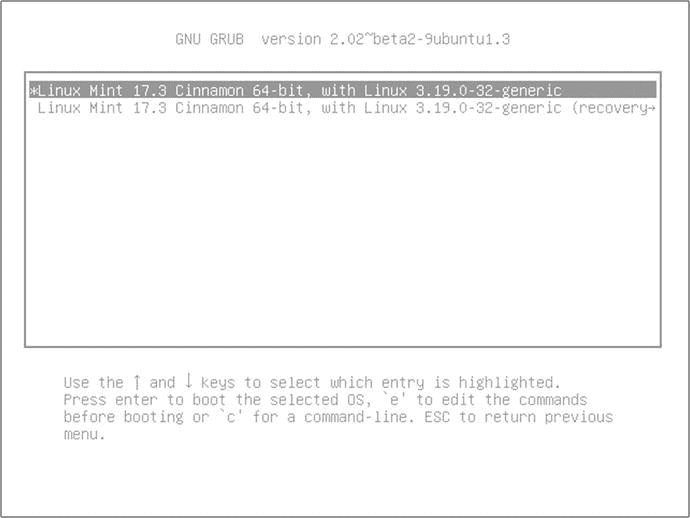 GNU GRUB  version 2.02~beta2-9ubuntu1.3
*Linux Mint 17.3 Cinnamon 64-bit, with Linux 3.19.0-32-generic
Linux Mint 17.3 Cinnamon 64-bit, with Linux 3.19.0-32-generic (recovery→
Use the ↑ and ↓ keys to select which entry is highlighted.
Press enter to boot the selected OS, `e' to edit the commands
before booting or `c' for a command-line. ESC to return previous
menu.